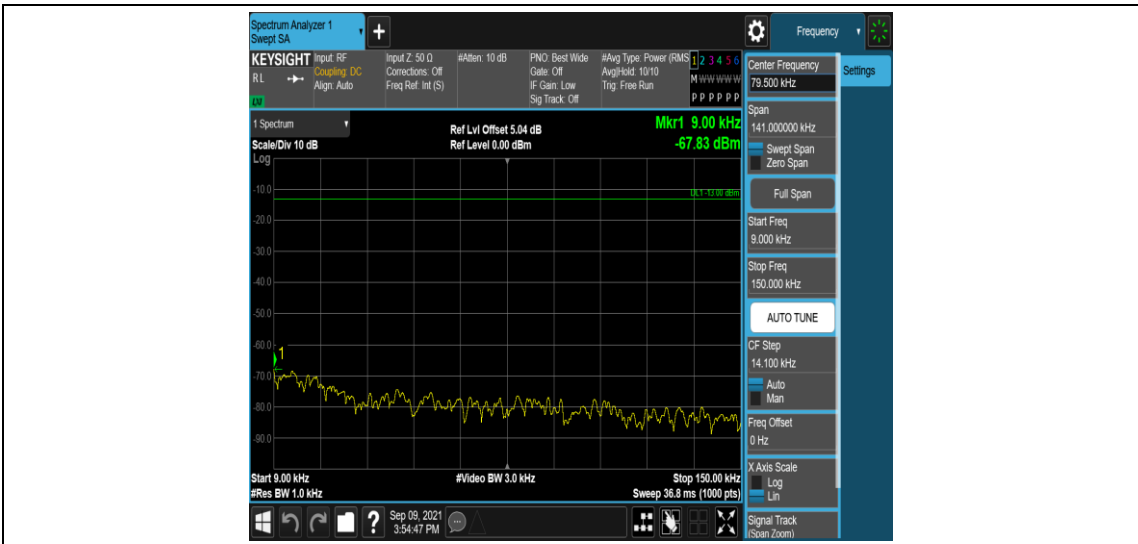 Spectrum Analyzer 1
Swept SA
+
Frequency
KEYSIGHT
RL
LXI
Input: RF
Coupling: DC
Align: Auto
Input Z: 50 Ω
Corrections: Off
Freq Ref: Int (S)
#Atten: 10 dB
PNO: Best Wide
Gate: Off
IF Gain: Low
Sig Track: Off
#Avg Type: Power (RMS
Avg|Hold: 10/10
Trig: Free Run
1 2 3 4 5 6
M W W W W W
P P P P P P
1 Spectrum
Scale/Div 10 dB
Ref Lvl Offset 5.04 dB
Ref Level 0.00 dBm
Mkr1 9.00 kHz
-67.83 dBm
Log
DL1 -13.00 dBm
-10.0
-20.0
-30.0
-40.0
-50.0
-60.0
1
-70.0
-80.0
-90.0
Start 9.00 kHz
#Res BW 1.0 kHz
#Video BW 3.0 kHz
Stop 150.00 kHz
Sweep 36.8 ms (1000 pts)
?
Sep 09, 2021
3:54:47 PM
Center Frequency
79.500 kHz
Settings
Span
141.000000 kHz
Swept Span
Zero Span
Full Span
Start Freq
9.000 kHz
Stop Freq
150.000 kHz
AUTO TUNE
CF Step
14.100 kHz
Auto
Man
Freq Offset
0 Hz
X Axis Scale
Log
Lin
Signal Track
(Span Zoom)